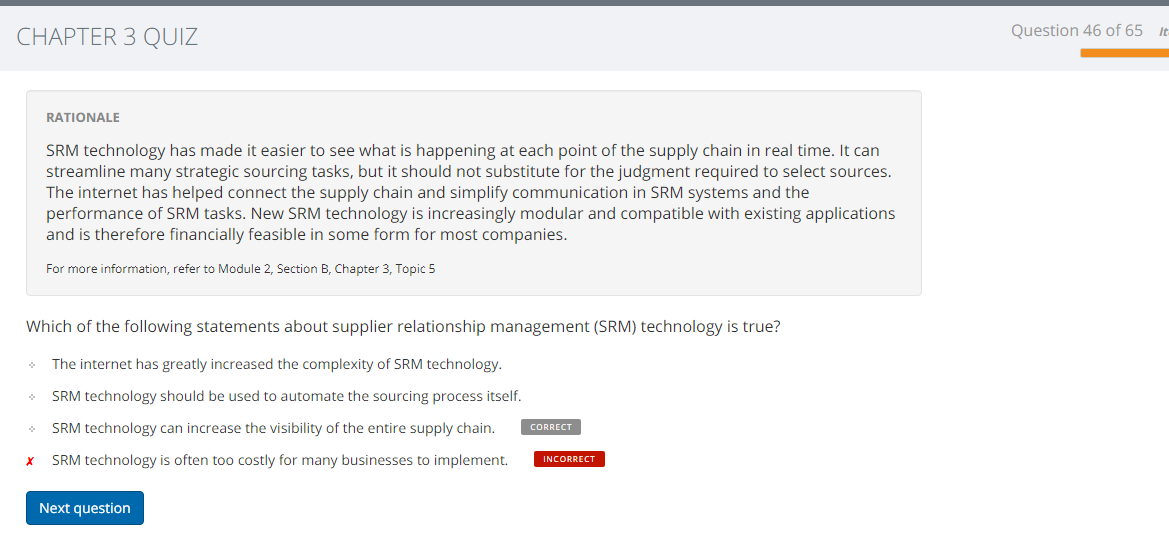 CHAPTER 3 QUIZ
Question 46 of 65
RATIONALE
SRM technology has made it easier to see what is happening at each point of the supply chain in real time. It can
streamline many strategic sourcing tasks, but it should not substitute for the judgment required to select sources.
The internet has helped connect the supply chain and simplify communication in SRM systems and the
performance of SRM tasks. New SRM technology is increasingly modular and compatible with existing applications
and is therefore financially feasible in some form for most companies.
For more information, refer to Module 2, Section B, Chapter 3, Topic 5
Which of the following statements about supplier relationship management (SRM) technology is true?
The internet has greatly increased the complexity of SRM technology.
SRM technology should be used to automate the sourcing process itself.
SRM technology can increase the visibility of the entire supply chain. CORRECT
✗ SRM technology is often too costly for many businesses to implement. INCORRECT
Next question